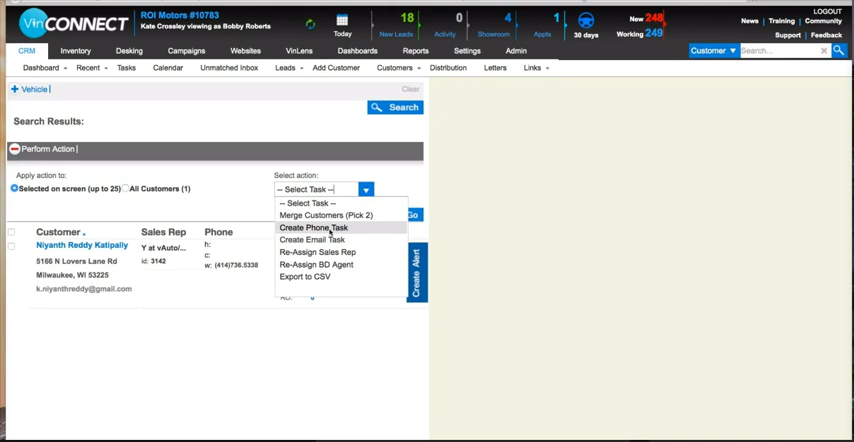 VinCONNECT
ROI Motors #10783
Kate Crossley viewing as Bobby Roberts
Today
18
New Leads
0
Activity
4
Showroom
1
Appts
30 days
New 248
Working 249
LOGOUT
News | Training | Community
Support | Feedback
CRM Inventory Desking Campaigns Websites VinLens Dashboards Reports Settings Admin
Customer Search...
Dashboard Recent Tasks Calendar Unmatched Inbox Leads Add Customer Customers Distribution Letters Links
+ Vehicle| Clear
Search
Search Results:
Perform Action |
Apply action to: Select action:
Selected on screen (up to 25) All Customers (1) -- Select Task --
-- Select Task --
Merge Customers (Pick 2) Go
Create Phone Task
Create Email Task
Re-Assign Sales Rep
Re-Assign BD Agent
Export to CSV
Customer Sales Rep Phone
Niyanth Reddy Katipally Y at vAuto/... h:
c:
5166 N Lovers Lane Rd id: 3142 w: (414)736.5338
Milwaukee, WI 53225
k.niyanthreddy@gmail.com
RO: 0
Create Alert